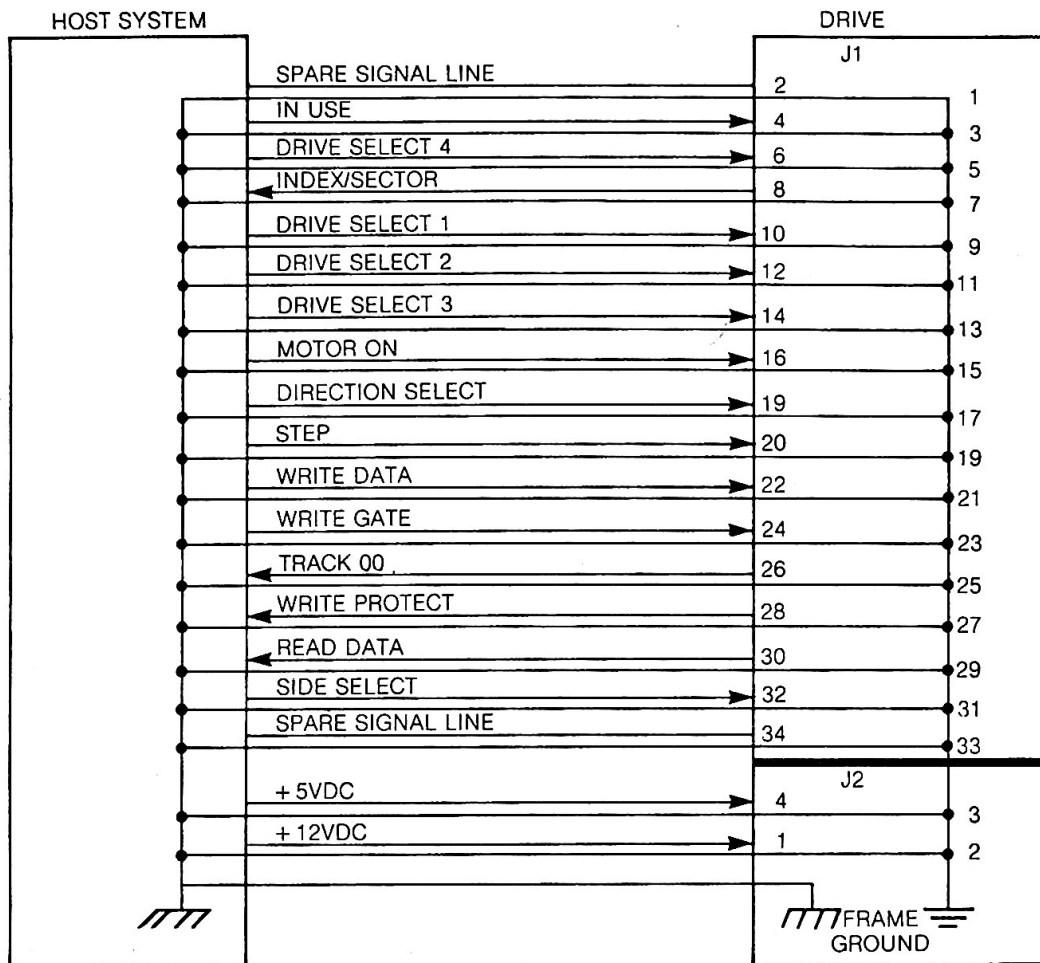 HOST SYSTEM DRIVE
J1
SPARE SIGNAL LINE 2
1
IN USE 4
3
DRIVE SELECT 4 6
5
INDEX/SECTOR 8
7
DRIVE SELECT 1 10
9
DRIVE SELECT 2 12
11
DRIVE SELECT 3 14
13
MOTOR ON 16
15
DIRECTION SELECT 19
17
STEP 20
19
WRITE DATA 22
21
WRITE GATE 24
23
TRACK 00 26
25
WRITE PROTECT 28
27
READ DATA 30
29
SIDE SELECT 32
31
SPARE SIGNAL LINE 34
33
J2
+5VDC 4
3
+12VDC 1
2
FRAME
GROUND